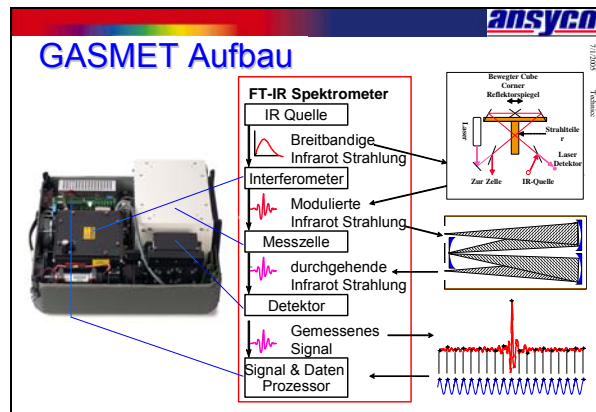 ansyco
GASMET Aufbau
7/1/2005
Technice
FT-IR Spektrometer
IR Quelle
Breitbandige
Infrarot Strahlung
Interferometer
Modulierte
Infrarot Strahlung
Messzelle
durchgehende
Infrarot Strahlung
Detektor
Gemessenes
Signal
Signal & Daten
Prozessor
Bewegter Cube
Corner
Reflektorspiegel
Laser
Strahlteile
r
Laser
Detektor
Zur Zelle
IR-Quelle